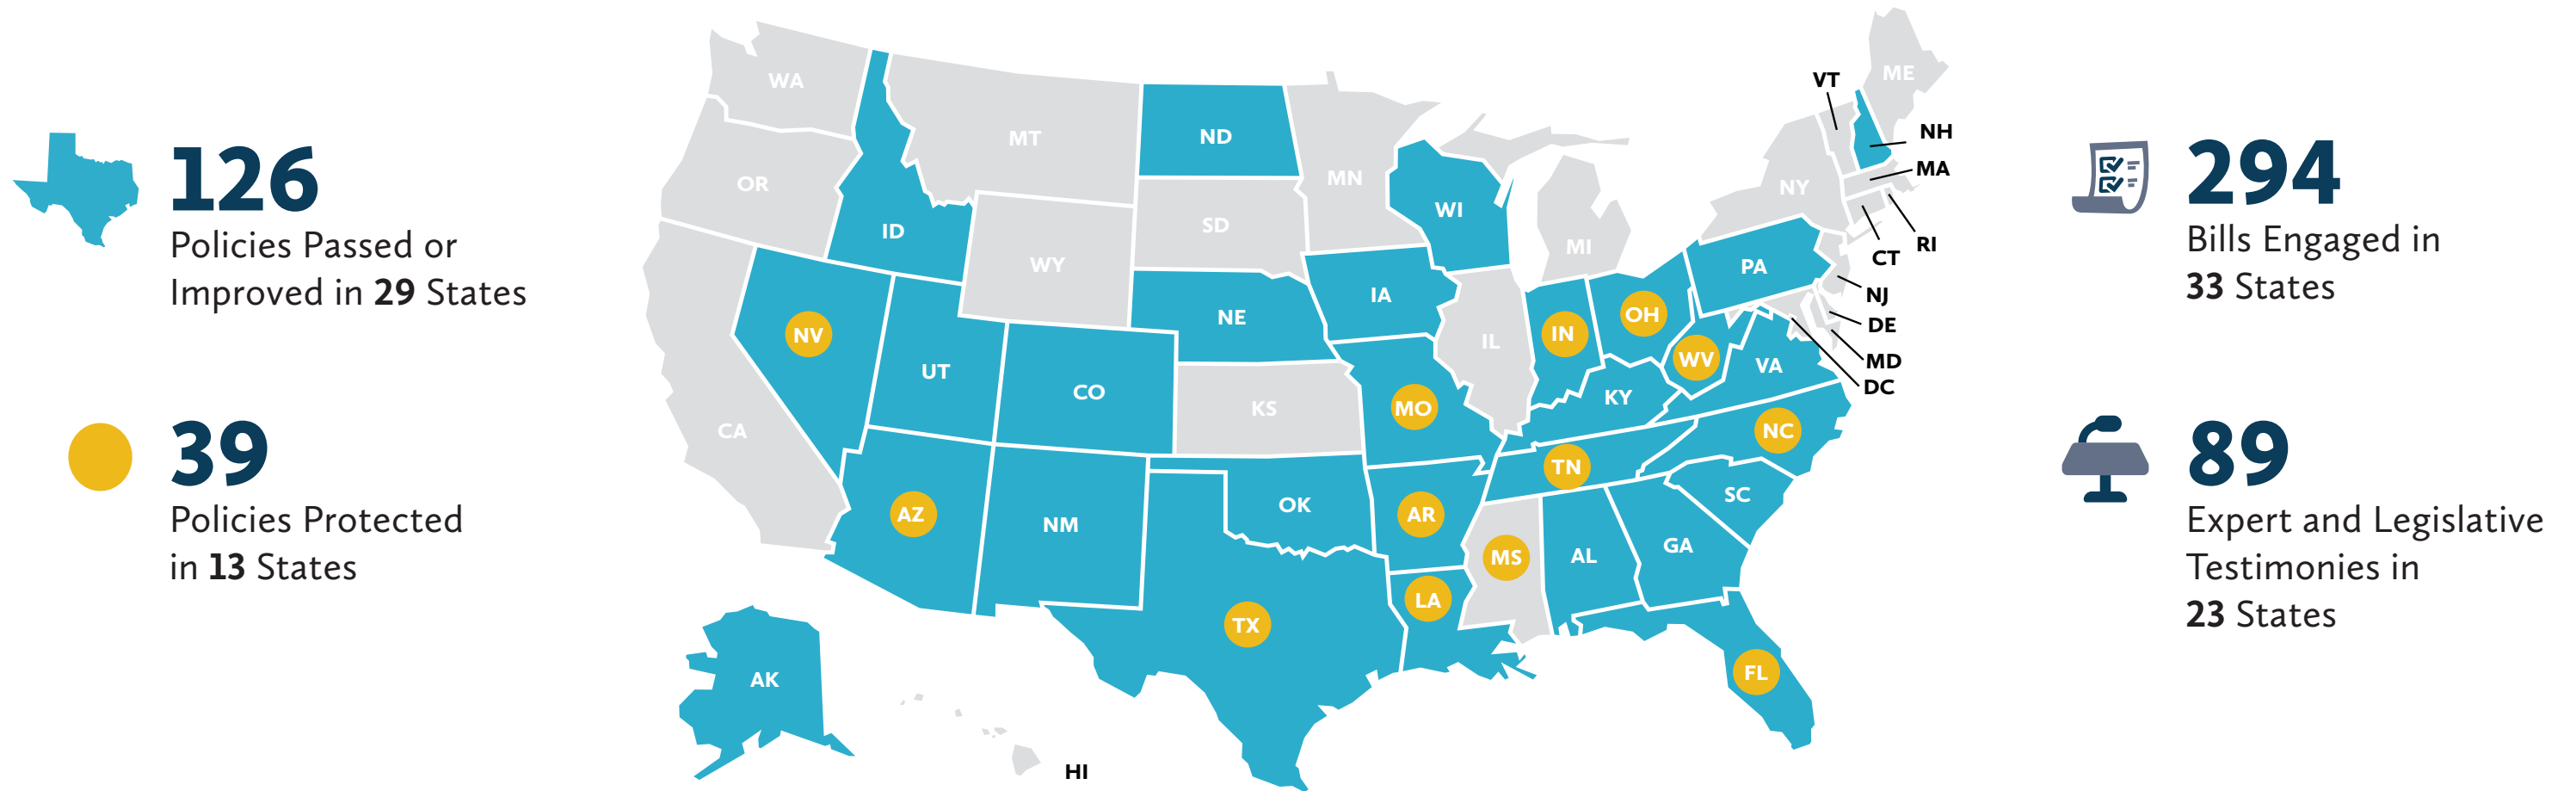 126
Policies Passed or
Improved in 29 States
39
Policies Protected
in 13 States
WA
OR
CA
ID
NV
MT
WY
UT
CO
AZ
NM
ND
SD
NE
KS
OK
TX
MN
IA
MO
AR
LA
WI
IL
MS
MI
IN
OH
KY
TN
AL
GA
FL
SC
NC
VA
WV
PA
NY
VT
ME
NH
MA
RI
CT
NJ
DE
MD
DC
AK
HI
294
Bills Engaged in
33 States
89
Expert and Legislative
Testimonies in
23 States